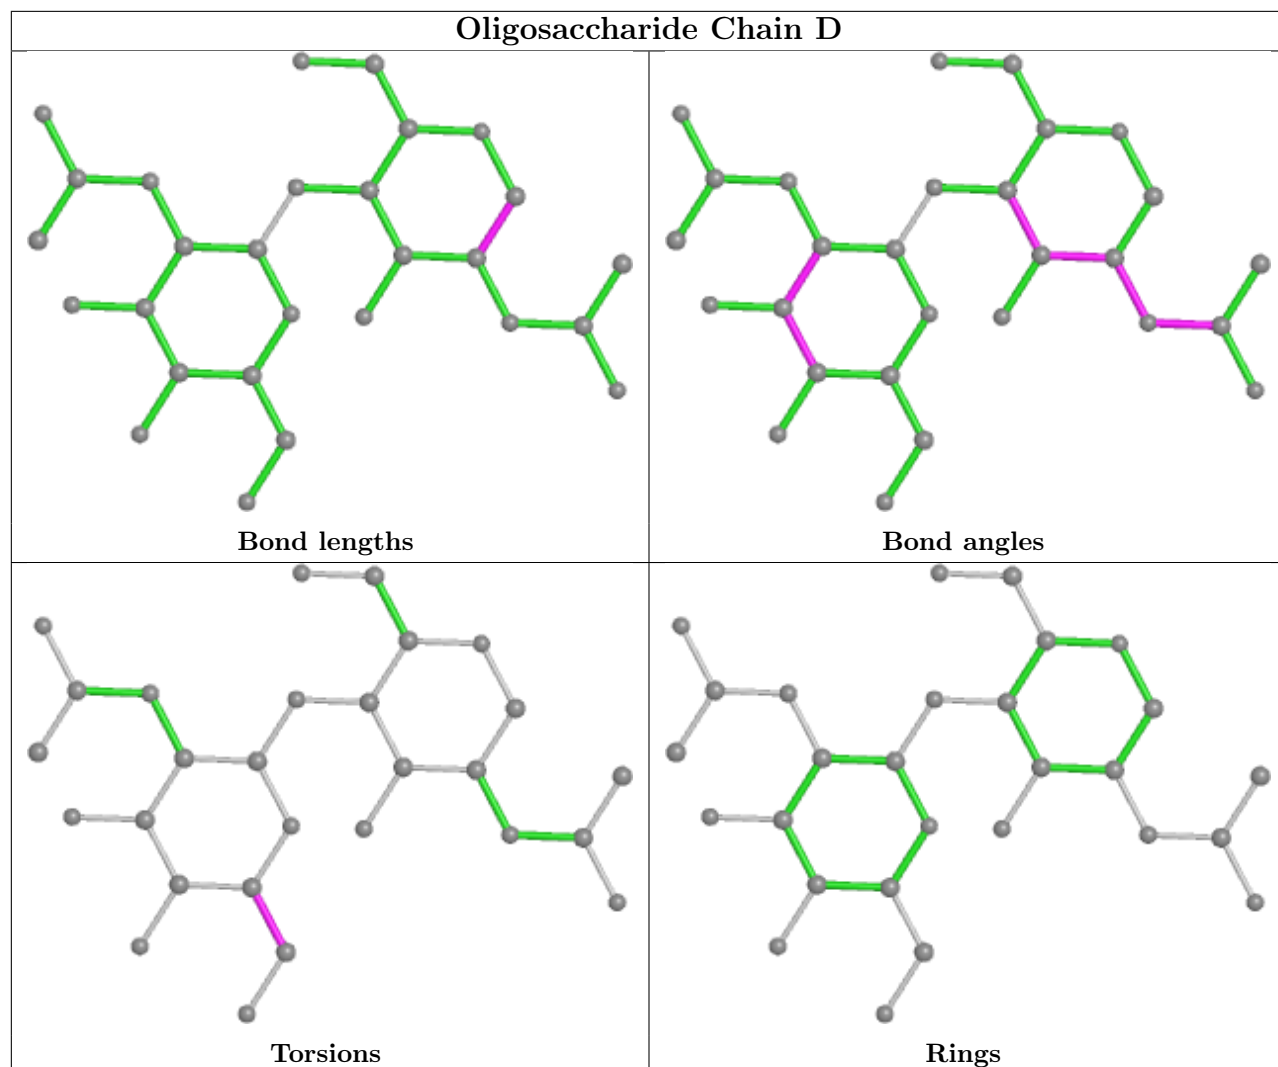 Oligosaccharide Chain D
Bond lengths
Bond angles
Torsions
Rings